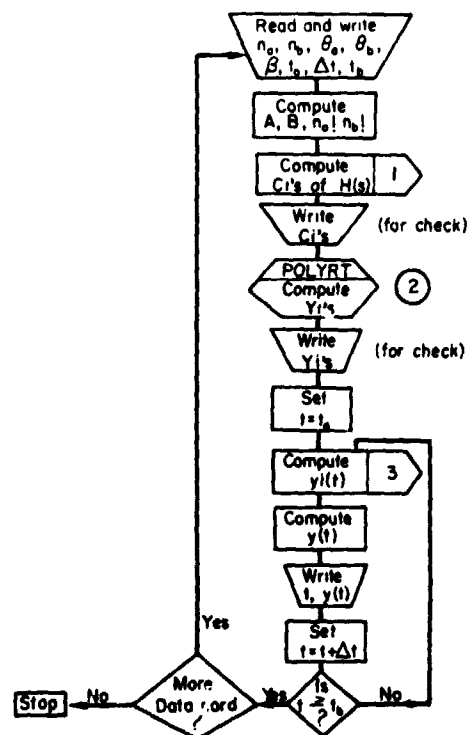 Read and write
nₐ, n_b, θₐ, θ_b,
β, tₐ, Δt, t_b
Compute
A, B, nₐ! n_b!
Compute
Ci's of H(s)
1
Write
Ci's
(for check)
POLYRT
Compute
Yi's
2
Write
Yi's
(for check)
Set
t = tₐ
Compute
yi(t)
3
Compute
y(t)
Write
t, y(t)
Set
t = t+Δt
Is
t ≥ t_b
?
No
Yes
More
Data
?
No
Stop
Yes